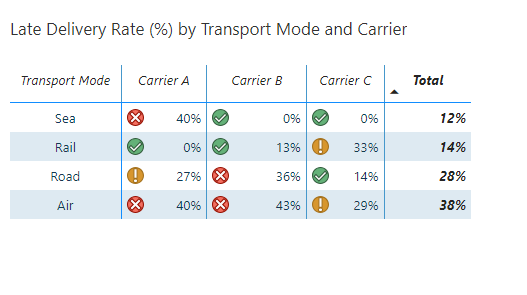 Late Delivery Rate (%) by Transport Mode and Carrier
Transport Mode Carrier A Carrier B Carrier C Total
Sea 40% 0% 0% 12%
Rail 0% 13% 33% 14%
Road 27% 36% 14% 28%
Air 40% 43% 29% 38%